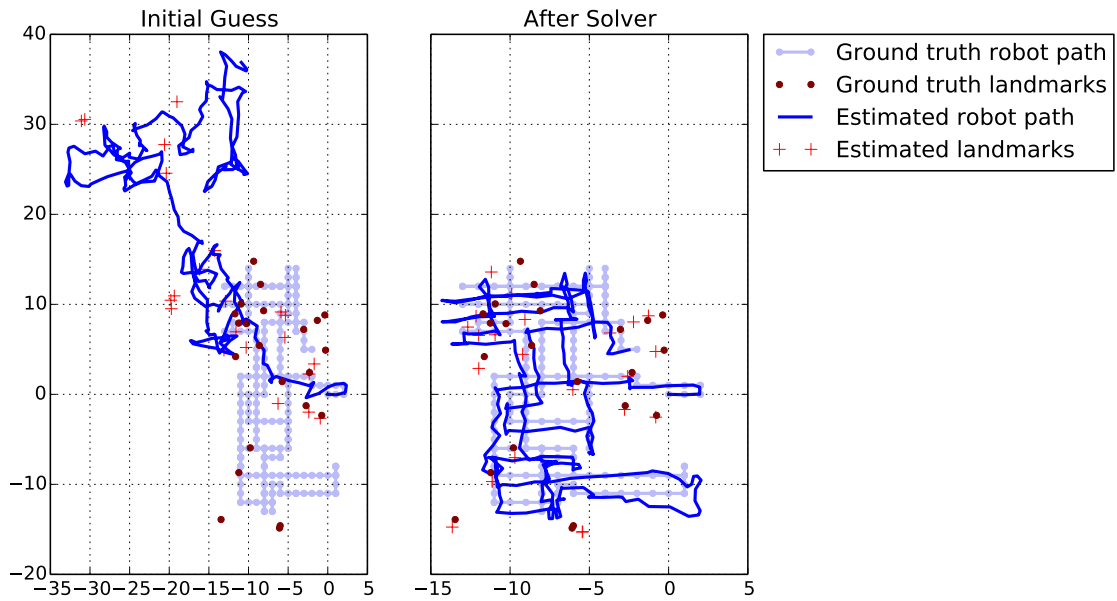 Initial Guess
After Solver
40
30
20
10
0
−10
−20
−35 −30 −25 −20 −15 −10 −5 0 5
−15 −10 −5 0 5
Ground truth robot path
Ground truth landmarks
Estimated robot path
Estimated landmarks